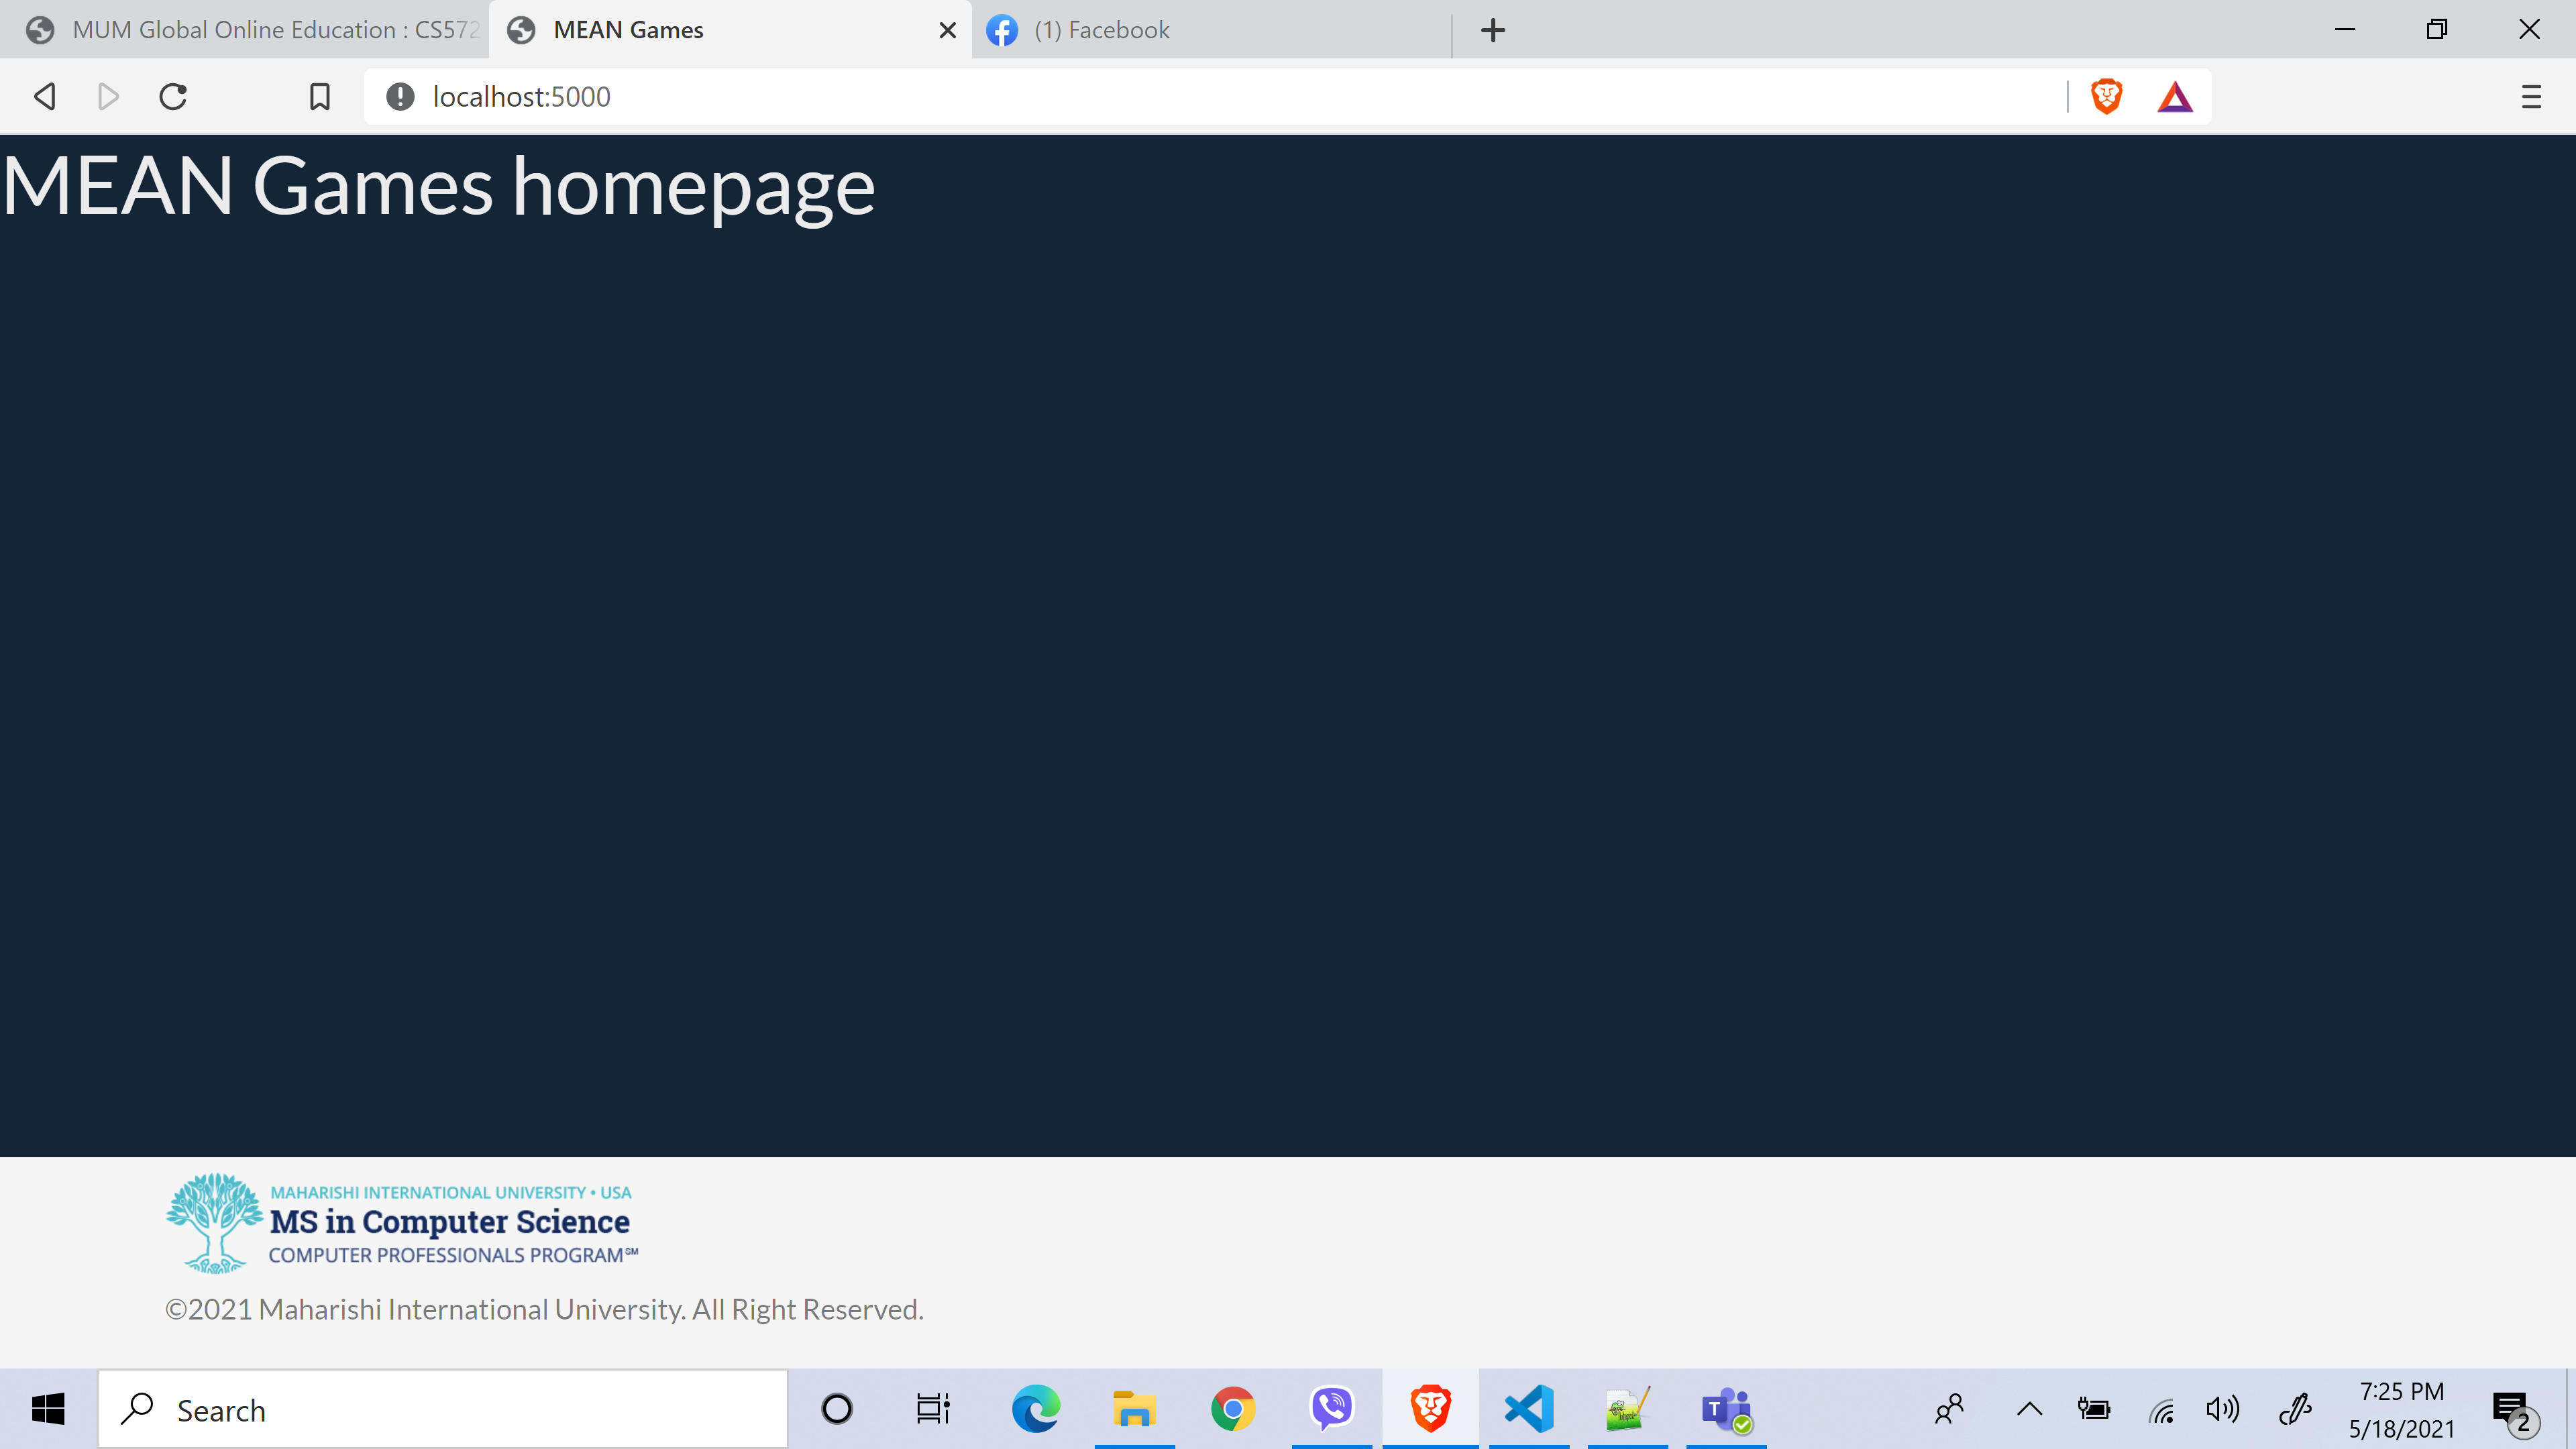 MUM Global Online Education : CS572
MEAN Games
(1) Facebook
localhost:5000
MEAN Games homepage
MAHARISHI INTERNATIONAL UNIVERSITY • USA
MS in Computer Science
COMPUTER PROFESSIONALS PROGRAM℠
©2021 Maharishi International University. All Right Reserved.
Search
T
7:25 PM
5/18/2021
2